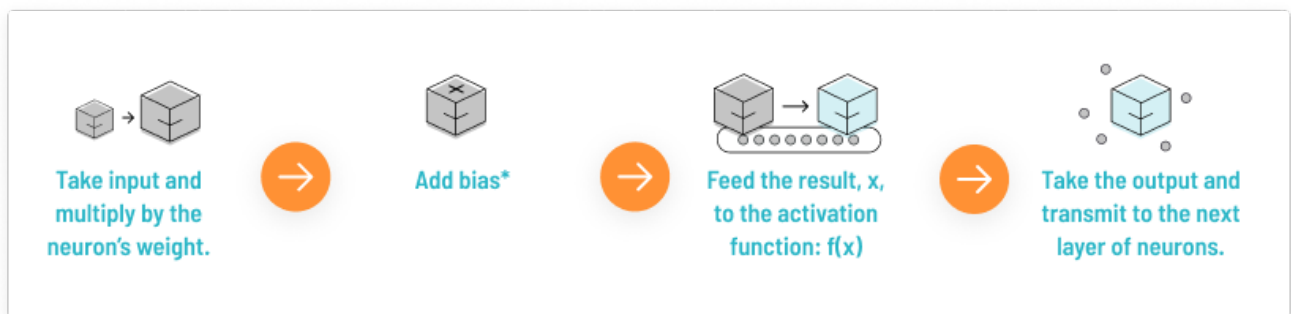 Take input and
multiply by the
neuron's weight.
Add bias*
Feed the result, x,
to the activation
function: f(x)
Take the output and
transmit to the next
layer of neurons.